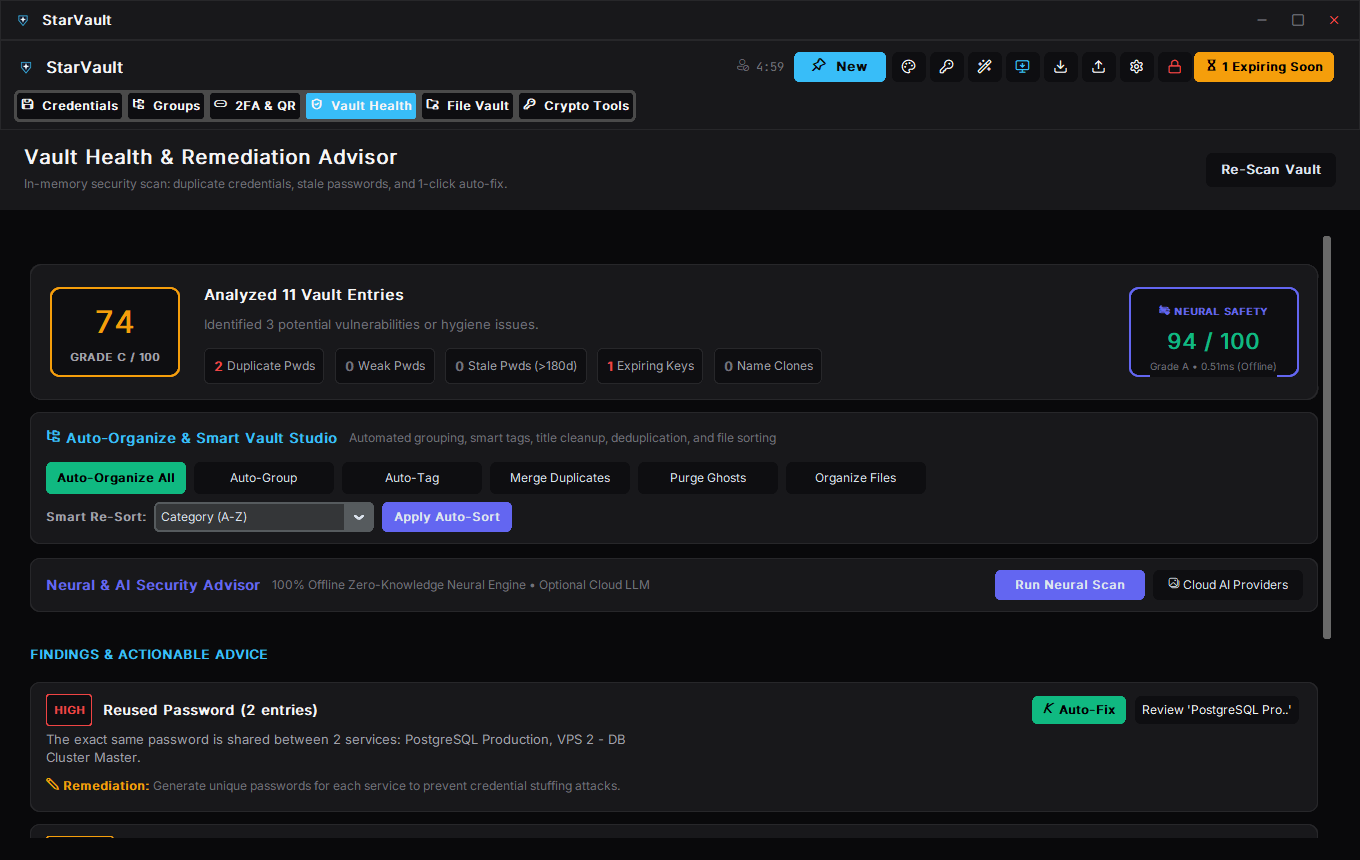 StarVault
StarVault
4:59
New
1 Expiring Soon
Credentials
Groups
2FA & QR
Vault Health
File Vault
Crypto Tools
Vault Health & Remediation Advisor
In-memory security scan: duplicate credentials, stale passwords, and 1-click auto-fix.
Re-Scan Vault
74
GRADE C / 100
Analyzed 11 Vault Entries
Identified 3 potential vulnerabilities or hygiene issues.
2 Duplicate Pwds
0 Weak Pwds
0 Stale Pwds (>180d)
1 Expiring Keys
0 Name Clones
NEURAL SAFETY
94 / 100
Grade A • 0.51ms (Offline)
Auto-Organize & Smart Vault Studio
Automated grouping, smart tags, title cleanup, deduplication, and file sorting
Auto-Organize All
Auto-Group
Auto-Tag
Merge Duplicates
Purge Ghosts
Organize Files
Smart Re-Sort:
Category (A-Z)
Apply Auto-Sort
Neural & AI Security Advisor
100% Offline Zero-Knowledge Neural Engine • Optional Cloud LLM
Run Neural Scan
Cloud AI Providers
FINDINGS & ACTIONABLE ADVICE
HIGH
Reused Password (2 entries)
Auto-Fix
Review 'PostgreSQL Pro..'
The exact same password is shared between 2 services: PostgreSQL Production, VPS 2 - DB
Cluster Master.
Remediation: Generate unique passwords for each service to prevent credential stuffing attacks.